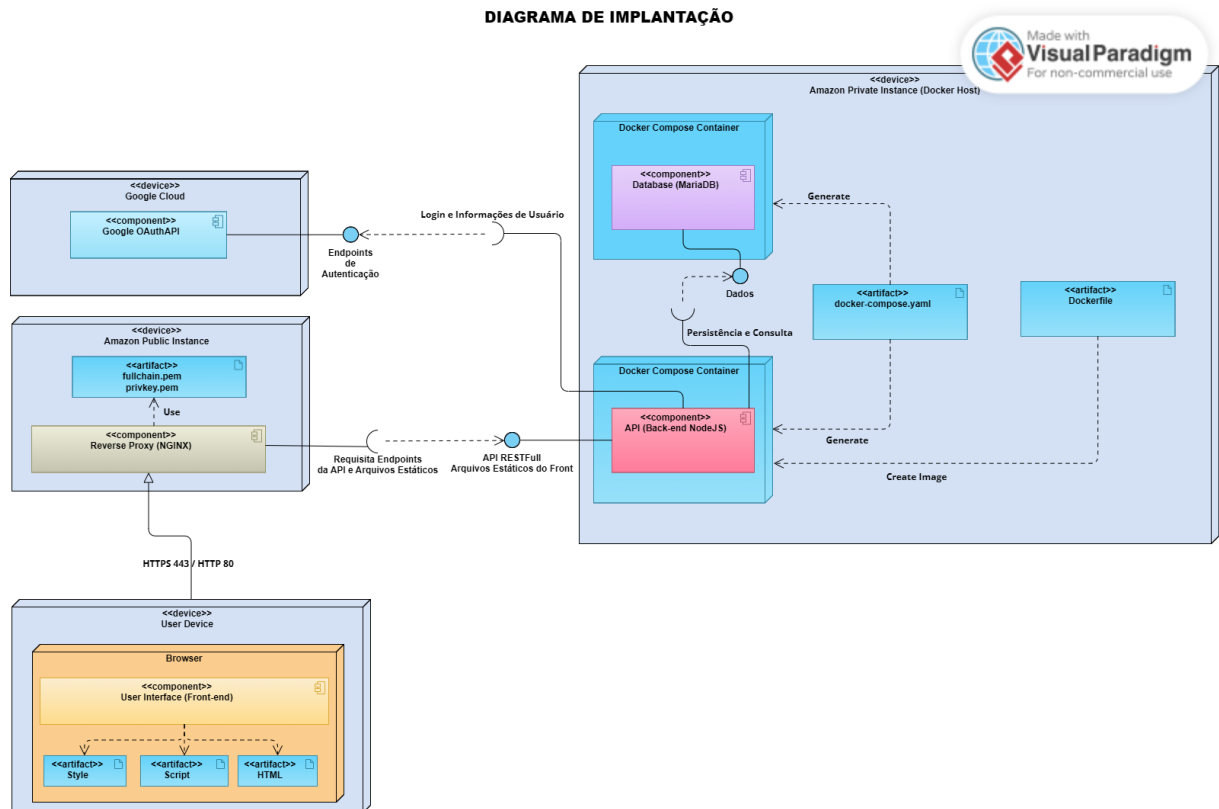 DIAGRAMA DE IMPLANTAÇÃO
Made with
Visual Paradigm
For non-commercial use
<<device>>
Amazon Private Instance (Docker Host)
Docker Compose Container
<<component>>
Database (MariaDB)
<<device>>
Google Cloud
<<component>>
Google OAuthAPI
Endpoints
de
Autenticação
Login e Informações de Usuário
Generate
Dados
<<artifact>>
docker-compose.yaml
<<artifact>>
Dockerfile
Persistência e Consulta
<<device>>
Amazon Public Instance
<<artifact>>
fullchain.pem
privkey.pem
Use
<<component>>
Reverse Proxy (NGINX)
Requisita Endpoints
da API e Arquivos Estáticos
API RESTFull
Arquivos Estáticos do Front
Docker Compose Container
<<component>>
API (Back-end NodeJS)
Generate
Create Image
HTTPS 443 / HTTP 80
<<device>>
User Device
Browser
<<component>>
User Interface (Front-end)
<<artifact>>
Style
<<artifact>>
Script
<<artifact>>
HTML